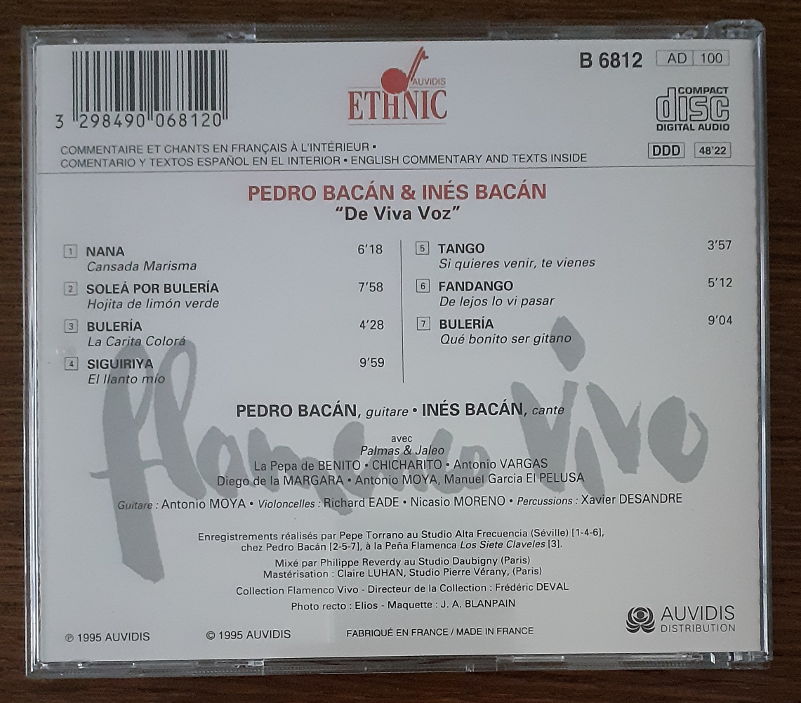 3 298490 068120
AUVIDIS
ETHNIC
B 6812 AD 100
COMPACT
disc
DIGITAL AUDIO
COMMENTAIRE ET CHANTS EN FRANÇAIS À L'INTÉRIEUR •
COMENTARIO Y TEXTOS ESPAÑOL EN EL INTERIOR • ENGLISH COMMENTARY AND TEXTS INSIDE
DDD 48'22
PEDRO BACÁN & INÉS BACÁN
"De Viva Voz"
1 NANA 6'18
Cansada Marisma
2 SOLEÁ POR BULERÍA 7'58
Hojita de limón verde
3 BULERÍA 4'28
La Carita Colorá
4 SIGUIRIYA 9'59
El llanto mío
5 TANGO 3'57
Si quieres venir, te vienes
6 FANDANGO 5'12
De lejos lo vi pasar
7 BULERÍA 9'04
Qué bonito ser gitano
flamenco vivo
PEDRO BACÁN, guitare • INÉS BACÁN, cante
avec
Palmas & Jaleo
La Pepa de BENITO • CHICHARITO • Antonio VARGAS
Diego de la MARGARA • Antonio MOYA, Manuel Garcia El PELUSA
Guitare : Antonio MOYA • Violoncelles : Richard EADE • Nicasio MORENO • Percussions : Xavier DESANDRE
Enregistrements réalisés par Pepe Torrano au Studio Alta Frecuencia (Séville) [1-4-6],
chez Pedro Bacán [2-5-7], à la Peña Flamenca Los Siete Claveles [3].
Mixé par Philippe Reverdy au Studio Daubigny (Paris)
Mastérisation : Claire LUHAN, Studio Pierre Vérany, (Paris)
Collection Flamenco Vivo - Directeur de la Collection : Frédéric DEVAL
Photo recto : Elios - Maquette : J. A. BLANPAIN
℗ 1995 AUVIDIS © 1995 AUVIDIS FABRIQUÉ EN FRANCE / MADE IN FRANCE
AUVIDIS
DISTRIBUTION